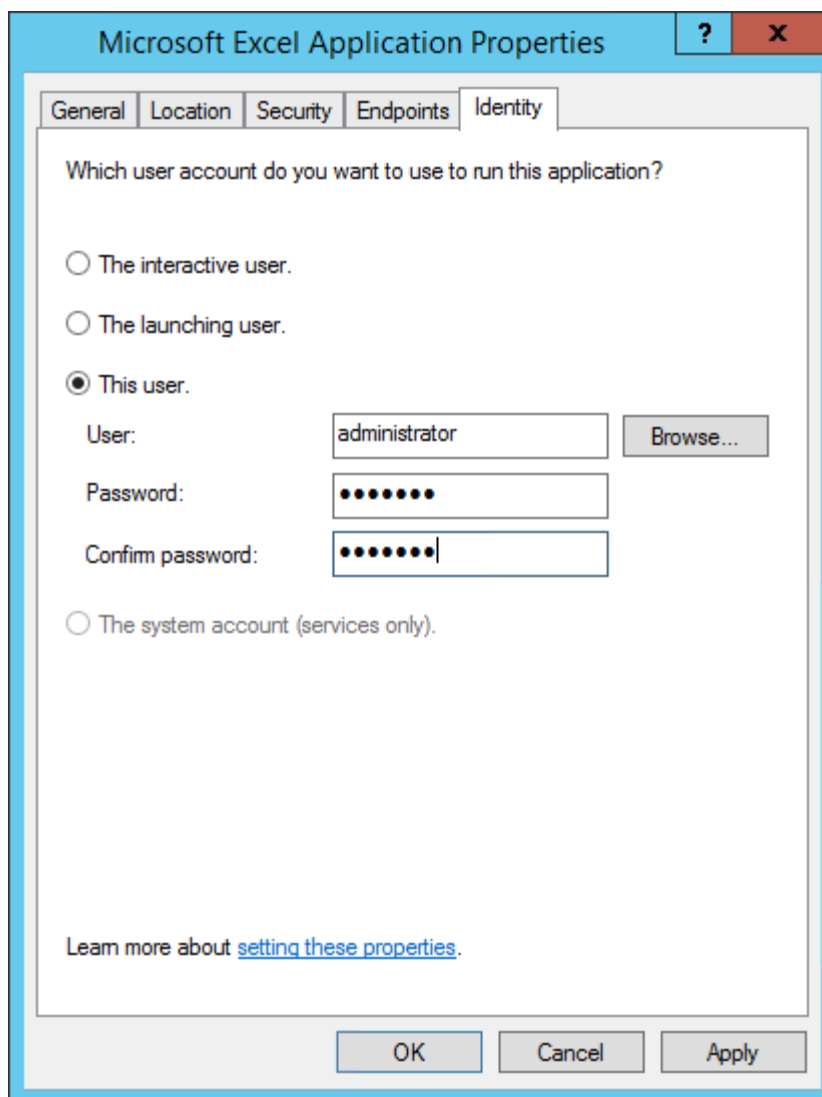 Microsoft Excel Application Properties ? x
General Location Security Endpoints Identity
Which user account do you want to use to run this application?
The interactive user.
The launching user.
This user.
User: administrator Browse...
Password: •••••••
Confirm password: •••••••
The system account (services only).
Learn more about setting these properties.
OK Cancel Apply